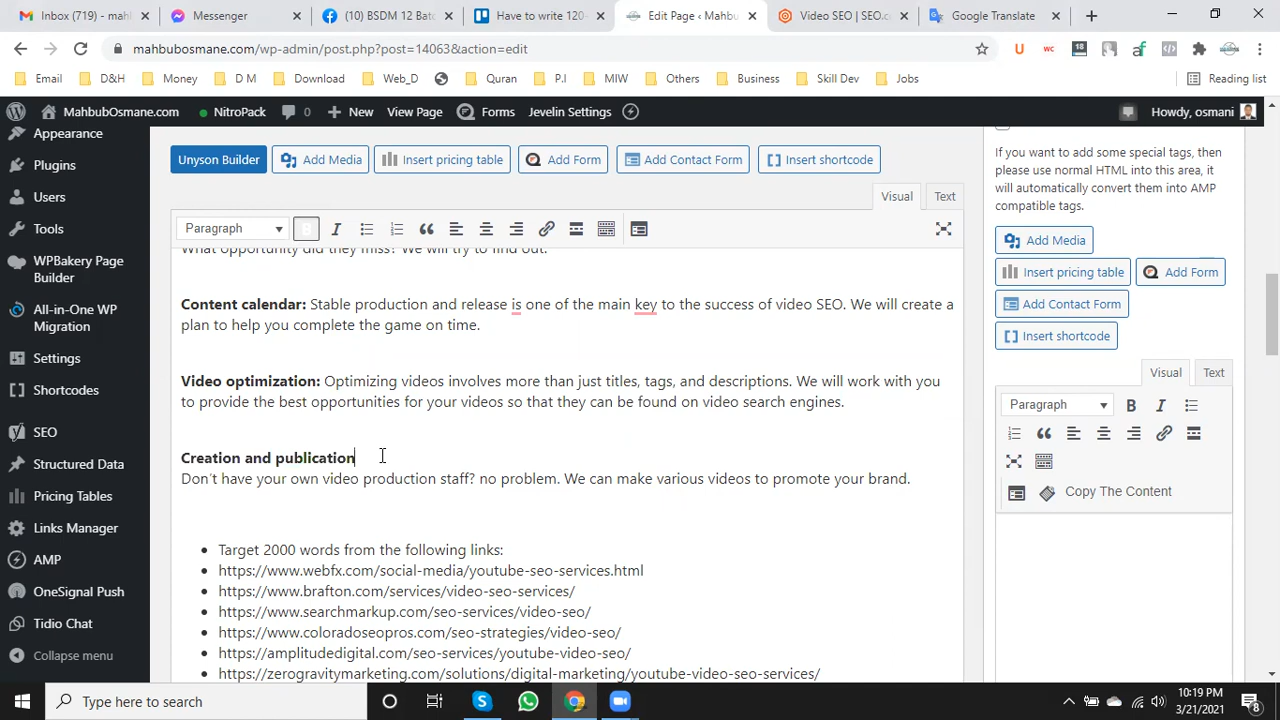 Inbox (719) - mahl
Messenger
(10) BSDM 12 Bato
Have to write 120-
Edit Page ‹ Mahbu
Video SEO | SEO.c
Google Translate
mahbubosmane.com/wp-admin/post.php?post=14063&action=edit
Email
D&H
Money
D M
Download
Web_D
Quran
P.I
MIW
Others
Business
Skill Dev
Jobs
Reading list
MahbubOsmane.com
NitroPack
0
New
View Page
Forms
Jevelin Settings
Howdy, osmani
Appearance
Plugins
Users
Tools
WPBakery Page
Builder
All-in-One WP
Migration
Settings
Shortcodes
SEO
Structured Data
Pricing Tables
Links Manager
AMP
OneSignal Push
Tidio Chat
Collapse menu
Unyson Builder
Add Media
Insert pricing table
Add Form
Add Contact Form
Insert shortcode
Visual
Text
Paragraph
What opportunity did they miss? We will try to find out.
Content calendar: Stable production and release is one of the main key to the success of video SEO. We will create a
plan to help you complete the game on time.
Video optimization: Optimizing videos involves more than just titles, tags, and descriptions. We will work with you
to provide the best opportunities for your videos so that they can be found on video search engines.
Creation and publication
Don't have your own video production staff? no problem. We can make various videos to promote your brand.
• Target 2000 words from the following links:
• https://www.webfx.com/social-media/youtube-seo-services.html
• https://www.brafton.com/services/video-seo-services/
• https://www.searchmarkup.com/seo-services/video-seo/
• https://www.coloradoseopros.com/seo-strategies/video-seo/
• https://amplitudedigital.com/seo-services/youtube-video-seo/
• https://zerogravitymarketing.com/solutions/digital-marketing/youtube-video-seo-services/
If you want to add some special tags, then
please use normal HTML into this area, it
will automatically convert them into AMP
compatible tags.
Add Media
Insert pricing table
Add Form
Add Contact Form
Insert shortcode
Visual
Text
Paragraph
Copy The Content
Type here to search
10:19 PM
3/21/2021
8